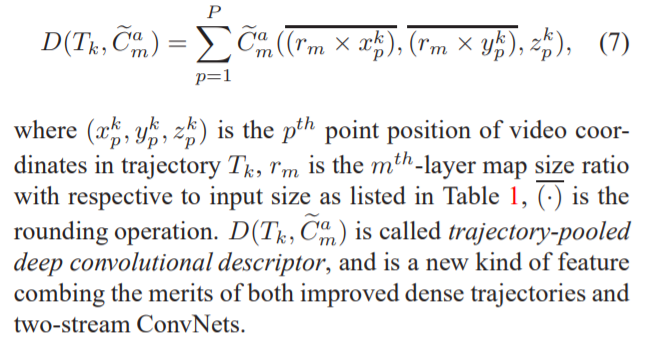 D(T_k, \widetilde{C}_m^a) = \sum_{p=1}^{P} \widetilde{C}_m^a(\overline{(r_m \times x_p^k)}, \overline{(r_m \times y_p^k)}, z_p^k), (7)
where (x_p^k, y_p^k, z_p^k) is the p^{th} point position of video coor-
dinates in trajectory T_k, r_m is the m^{th}-layer map size ratio
with respective to input size as listed in Table 1, \overline{(\cdot)} is the
rounding operation. D(T_k, \widetilde{C}_m^a) is called trajectory-pooled
deep convolutional descriptor, and is a new kind of feature
combing the merits of both improved dense trajectories and
two-stream ConvNets.